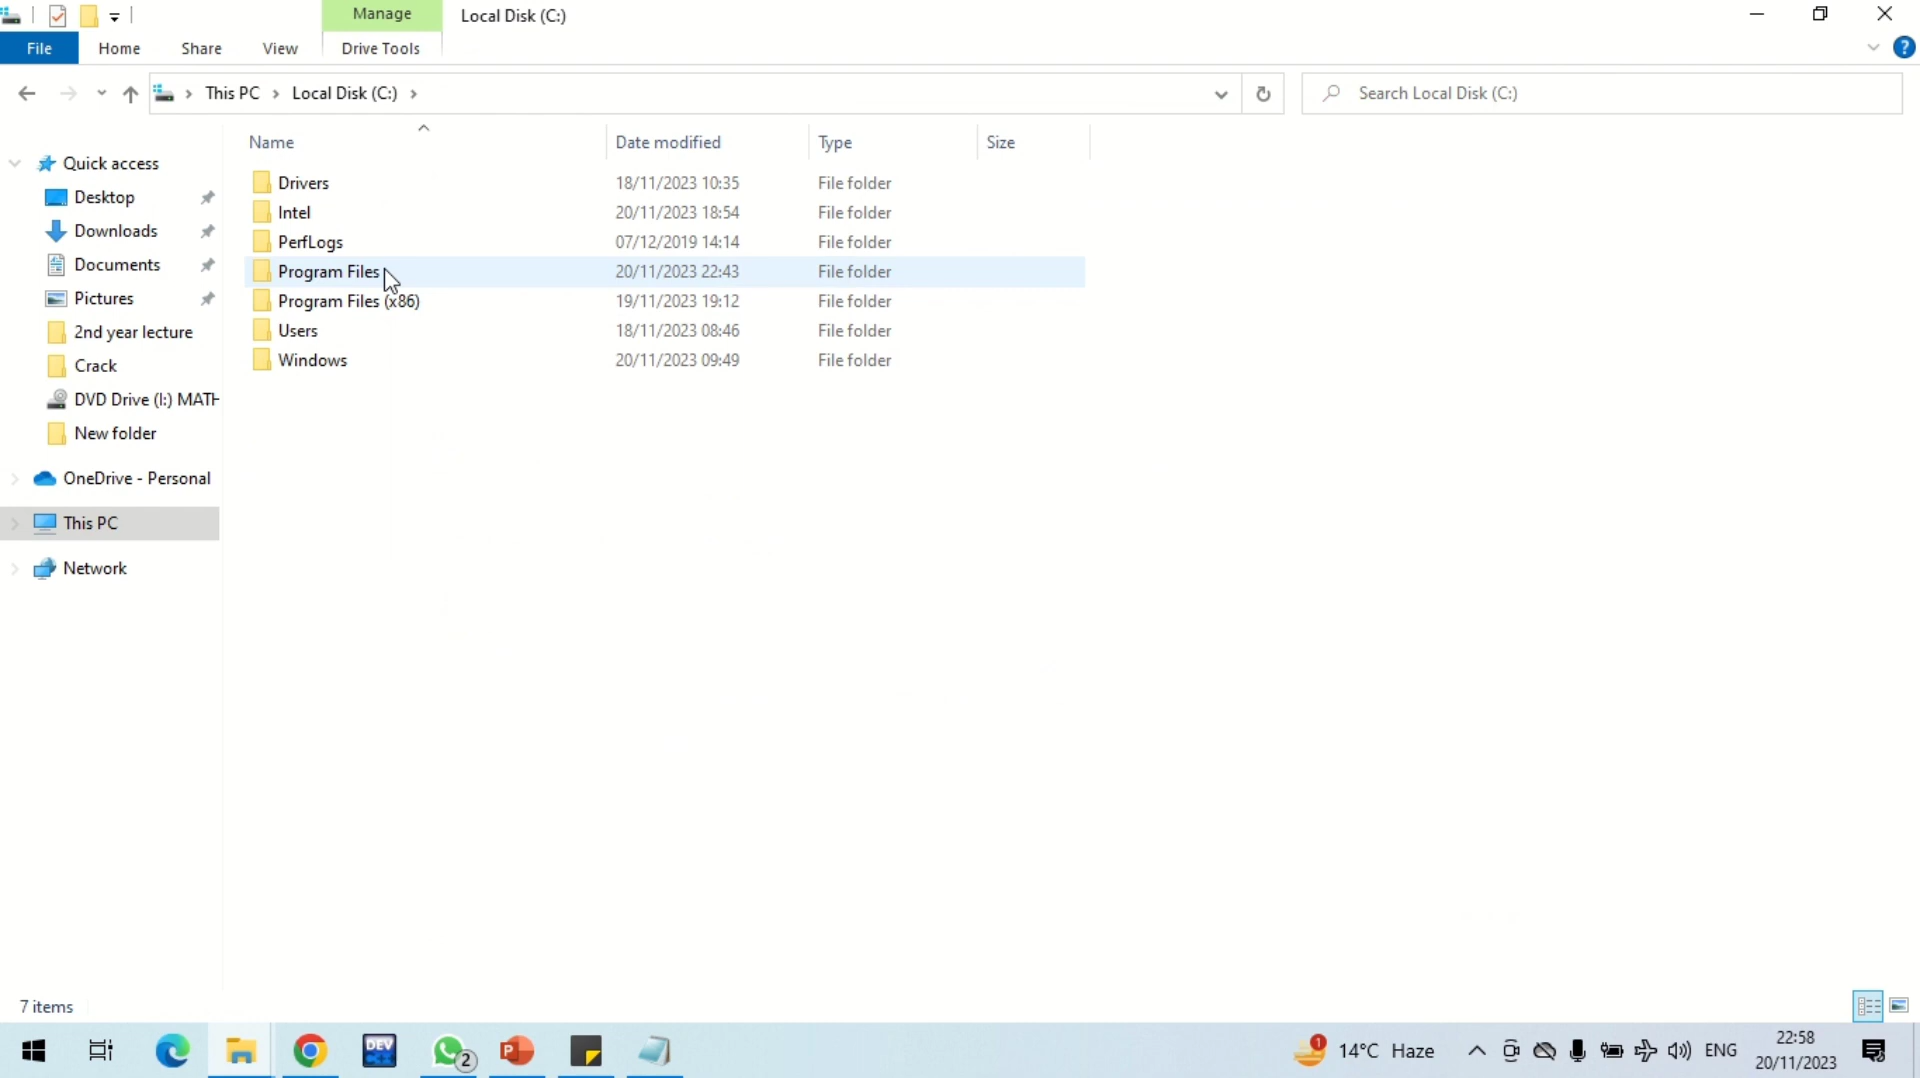 Manage
Local Disk (C:)
File
Home
Share
View
Drive Tools
?
This PC
Local Disk (C:)
Search Local Disk (C:)
Name
Date modified
Type
Size
Quick access
Desktop
Downloads
Documents
Pictures
2nd year lecture
Crack
DVD Drive (I:) MATH
New folder
OneDrive - Personal
This PC
Network
Drivers 18/11/2023 10:35 File folder
Intel 20/11/2023 18:54 File folder
PerfLogs 07/12/2019 14:14 File folder
Program Files 20/11/2023 22:43 File folder
Program Files (x86) 19/11/2023 19:12 File folder
Users 18/11/2023 08:46 File folder
Windows 20/11/2023 09:49 File folder
7 items
DEV
C++
2
P
1
14°C Haze
ENG
22:58
20/11/2023